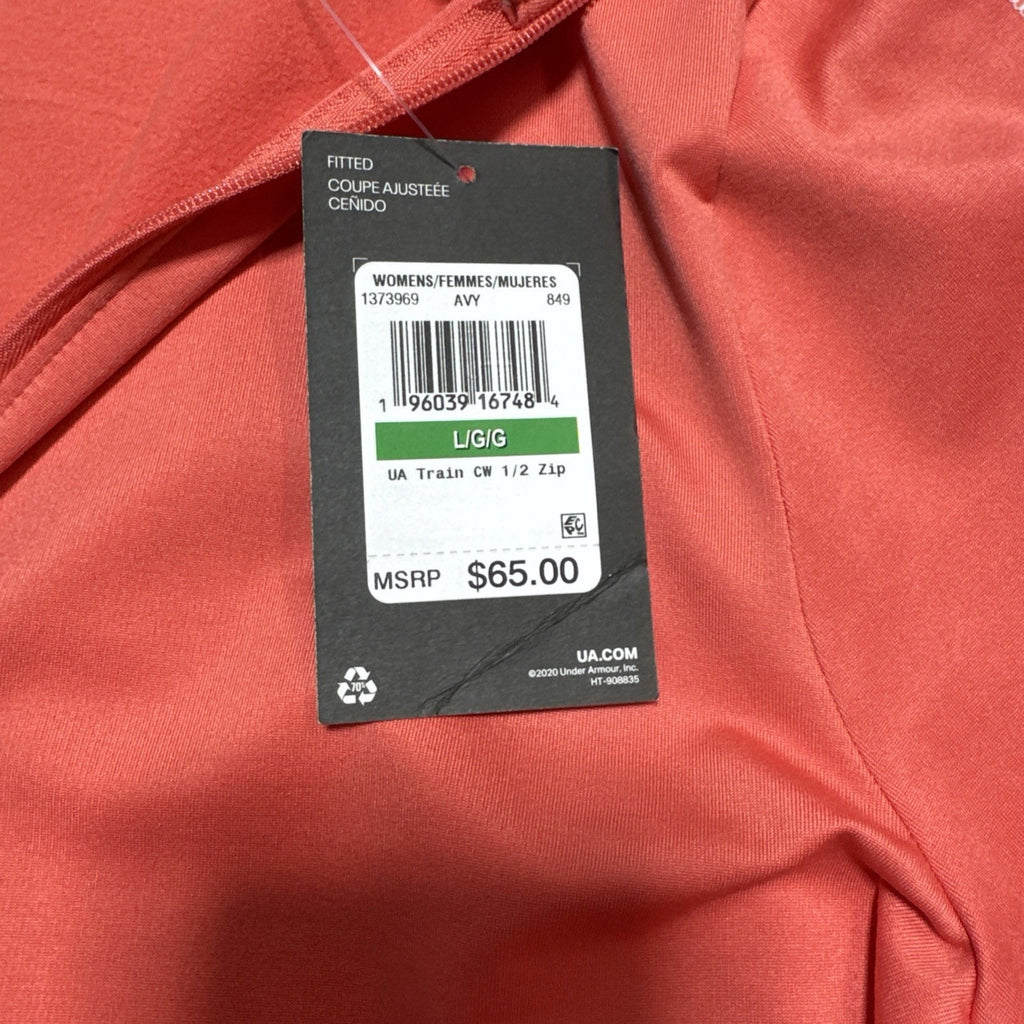 FITTED
COUPE AJUSTEÉE
CEÑIDO
WOMENS/FEMMES/MUJERES
1373969 AVY 849
1 96039 16748 4
L/G/G
UA Train CW 1/2 Zip
EPC
MSRP $65.00
70%
UA.COM
©2020 Under Armour, Inc.
HT-908835